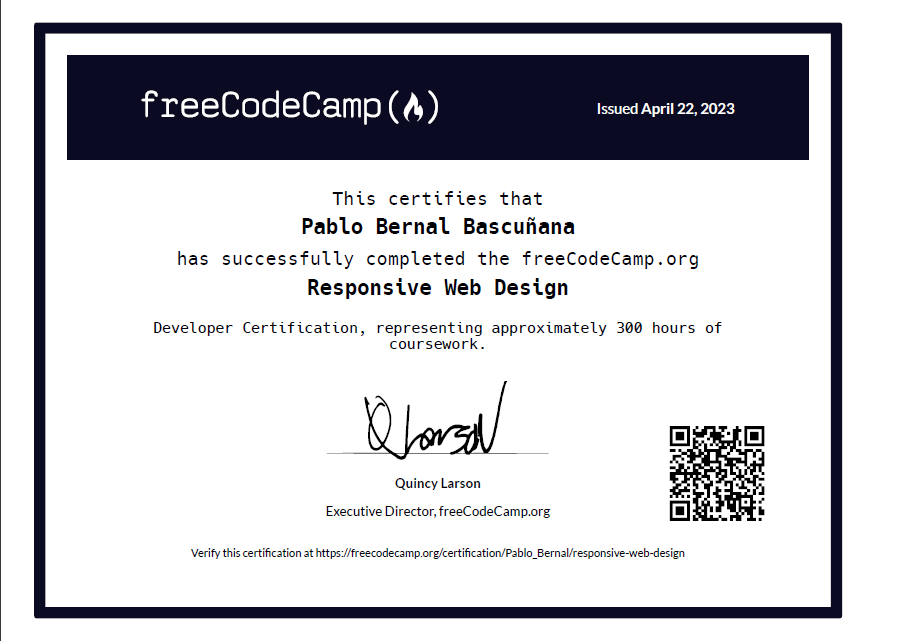 freeCodeCamp(🔥)
Issued April 22, 2023
This certifies that
Pablo Bernal Bascuñana
has successfully completed the freeCodeCamp.org
Responsive Web Design
Developer Certification, representing approximately 300 hours of
coursework.
Q Larson
Quincy Larson
Executive Director, freeCodeCamp.org
Verify this certification at https://freecodecamp.org/certification/Pablo_Bernal/responsive-web-design